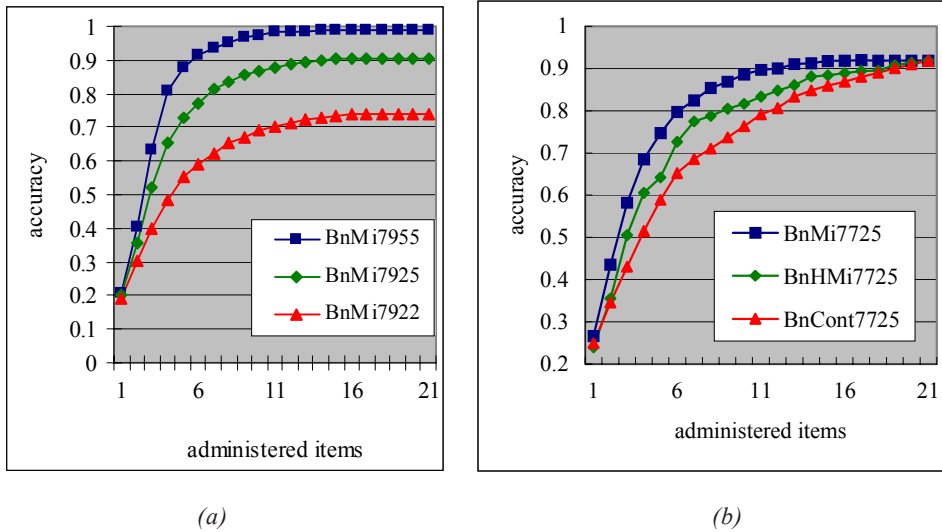 1
0.9
0.8
0.7
0.6
0.5
0.4
0.3
0.2
0.1
0
accuracy
BnMi7955
BnMi7925
BnMi7922
1 6 11 16 21
administered items
(a)
1
0.9
0.8
0.7
0.6
0.5
0.4
0.3
0.2
accuracy
BnMi7725
BnHMi7725
BnCont7725
1 6 11 16 21
administered items
(b)